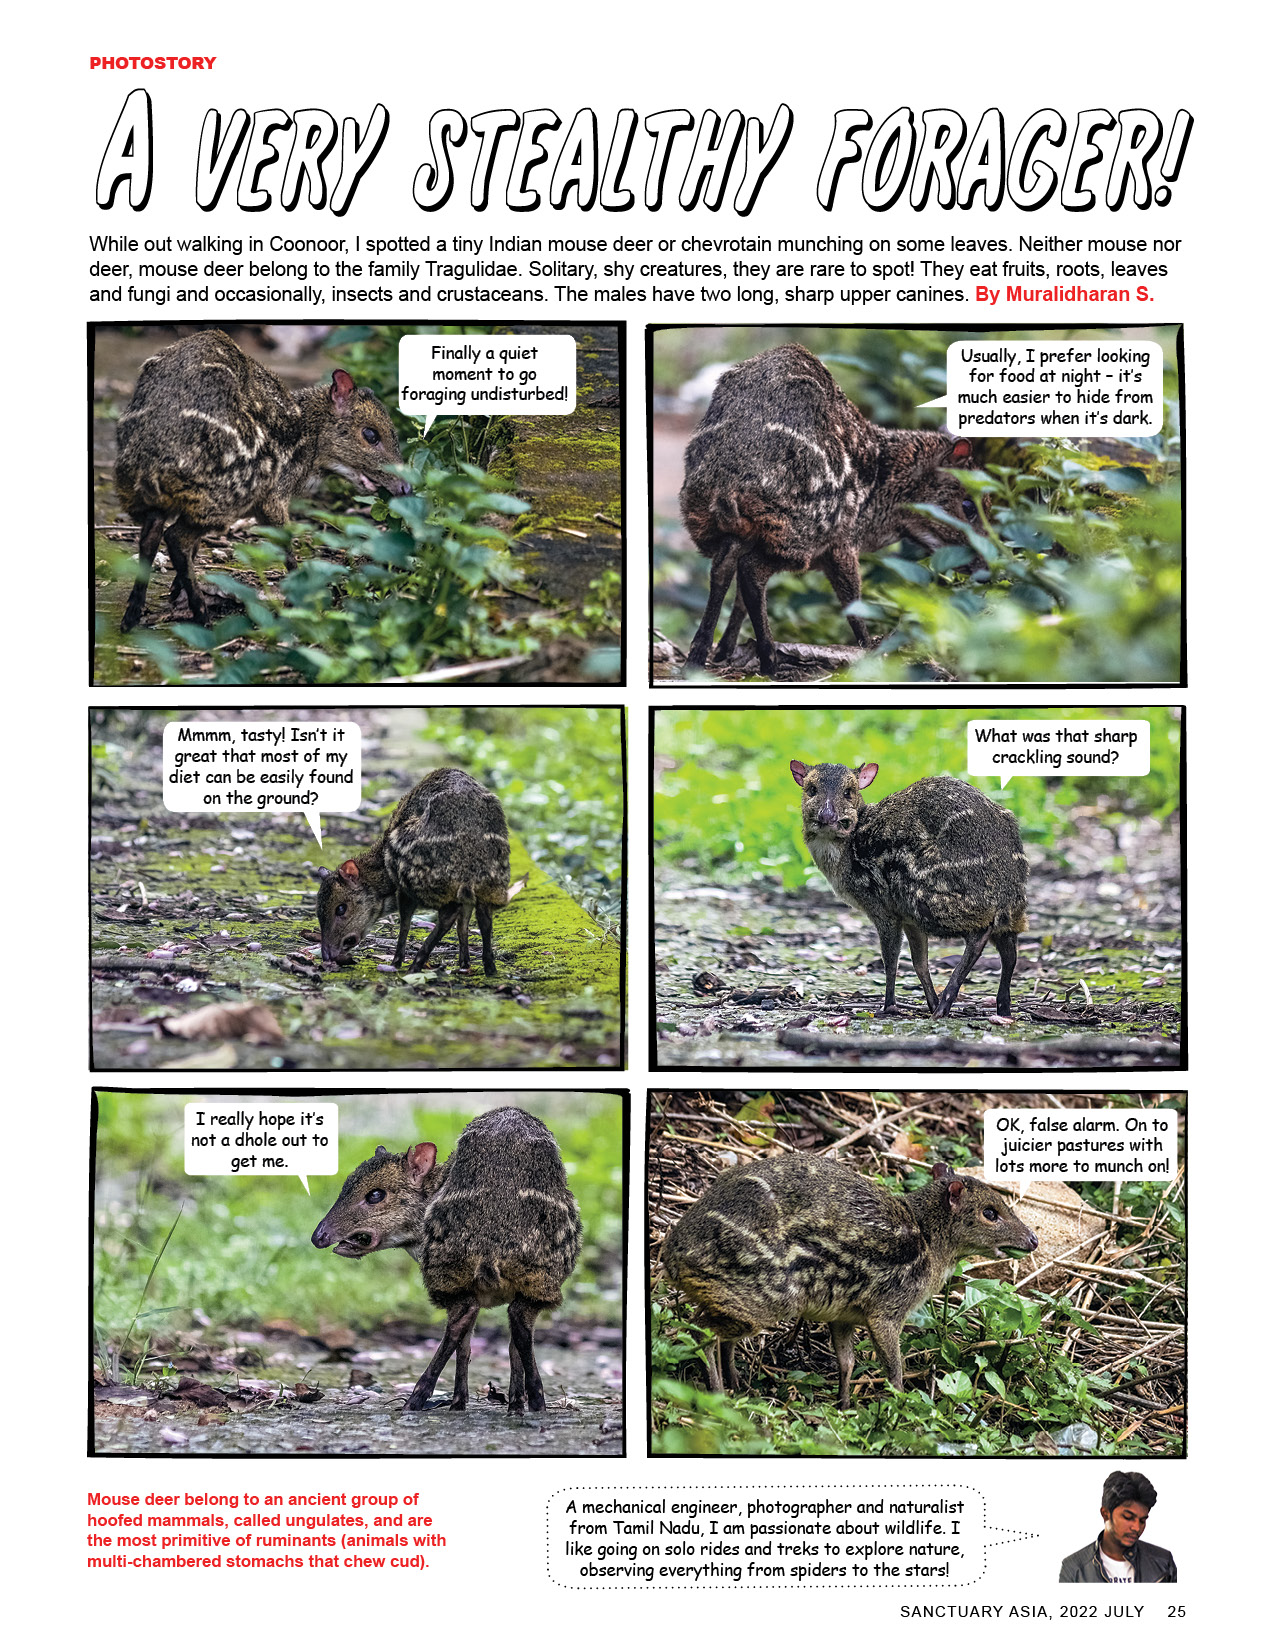 PHOTOSTORY
A VERY STEALTHY FORAGER!
While out walking in Coonoor, I spotted a tiny Indian mouse deer or chevrotain munching on some leaves. Neither mouse nor
deer, mouse deer belong to the family Tragulidae. Solitary, shy creatures, they are rare to spot! They eat fruits, roots, leaves
and fungi and occasionally, insects and crustaceans. The males have two long, sharp upper canines. By Muralidharan S.
Finally a quiet
moment to go
foraging undisturbed!
Usually, I prefer looking
for food at night – it's
much easier to hide from
predators when it's dark.
Mmmm, tasty! Isn't it
great that most of my
diet can be easily found
on the ground?
What was that sharp
crackling sound?
I really hope it's
not a dhole out to
get me.
OK, false alarm. On to
juicier pastures with
lots more to munch on!
Mouse deer belong to an ancient group of
hoofed mammals, called ungulates, and are
the most primitive of ruminants (animals with
multi-chambered stomachs that chew cud).
A mechanical engineer, photographer and naturalist
from Tamil Nadu, I am passionate about wildlife. I
like going on solo rides and treks to explore nature,
observing everything from spiders to the stars!
SANCTUARY ASIA, 2022 JULY 25